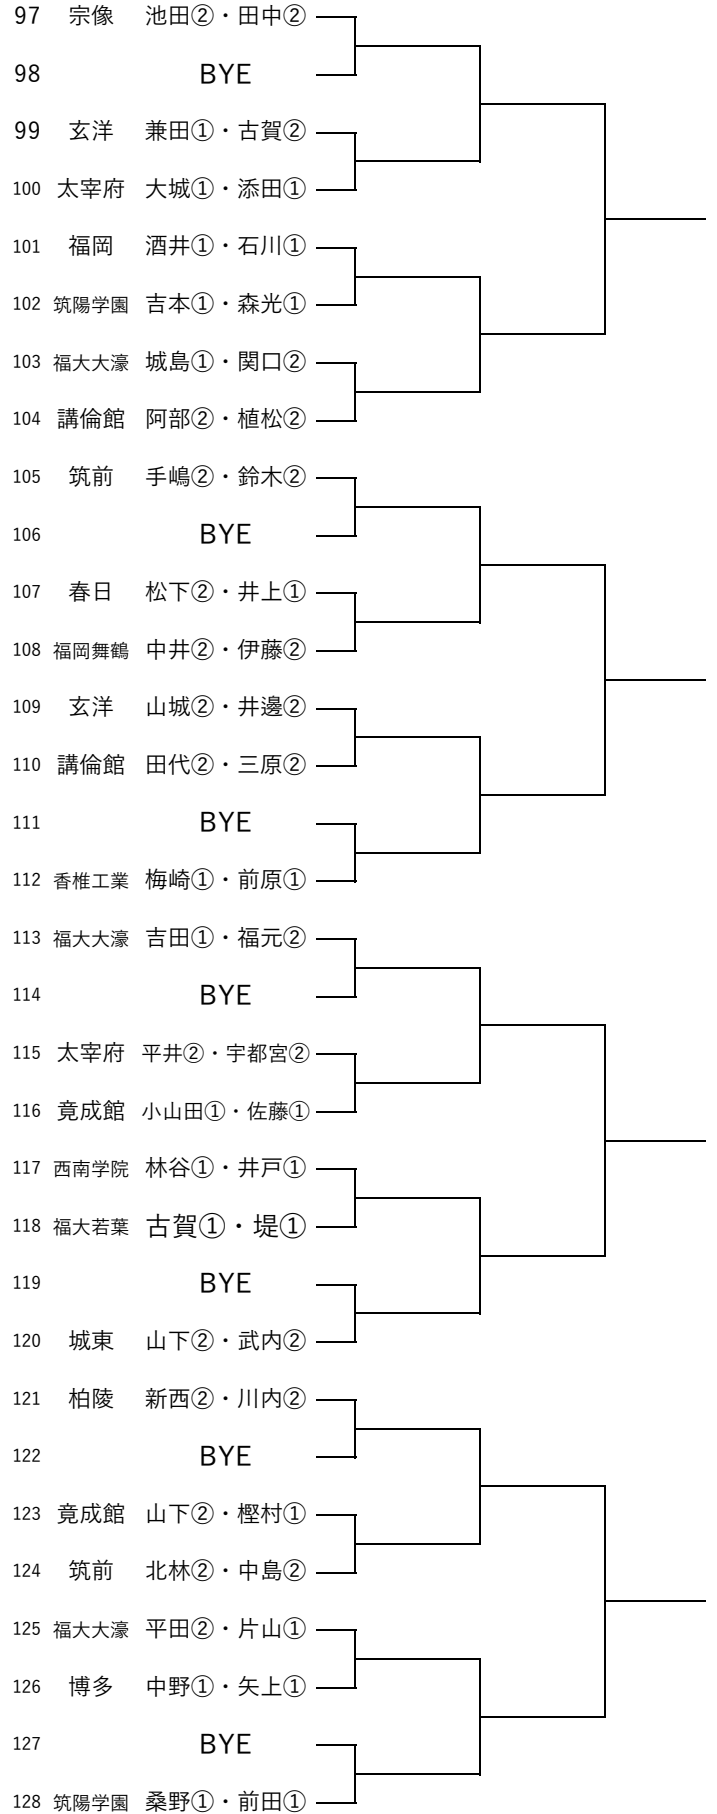 97 宗像 池田②・田中②
98 BYE
99 玄洋 兼田①・古賀②
100 太宰府 大城①・添田①
101 福岡 酒井①・石川①
102 筑陽学園 吉本①・森光①
103 福大大濠 城島①・関口②
104 講倫館 阿部②・植松②
105 筑前 手嶋②・鈴木②
106 BYE
107 春日 松下②・井上①
108 福岡舞鶴 中井②・伊藤②
109 玄洋 山城②・井邊②
110 講倫館 田代②・三原②
111 BYE
112 香椎工業 梅崎①・前原①
113 福大大濠 吉田①・福元②
114 BYE
115 太宰府 平井②・宇都宮②
116 竟成館 小山田①・佐藤①
117 西南学院 林谷①・井戸①
118 福大若葉 古賀①・堤①
119 BYE
120 城東 山下②・武内②
121 柏陵 新西②・川内②
122 BYE
123 竟成館 山下②・樫村①
124 筑前 北林②・中島②
125 福大大濠 平田②・片山①
126 博多 中野①・矢上①
127 BYE
128 筑陽学園 桑野①・前田①